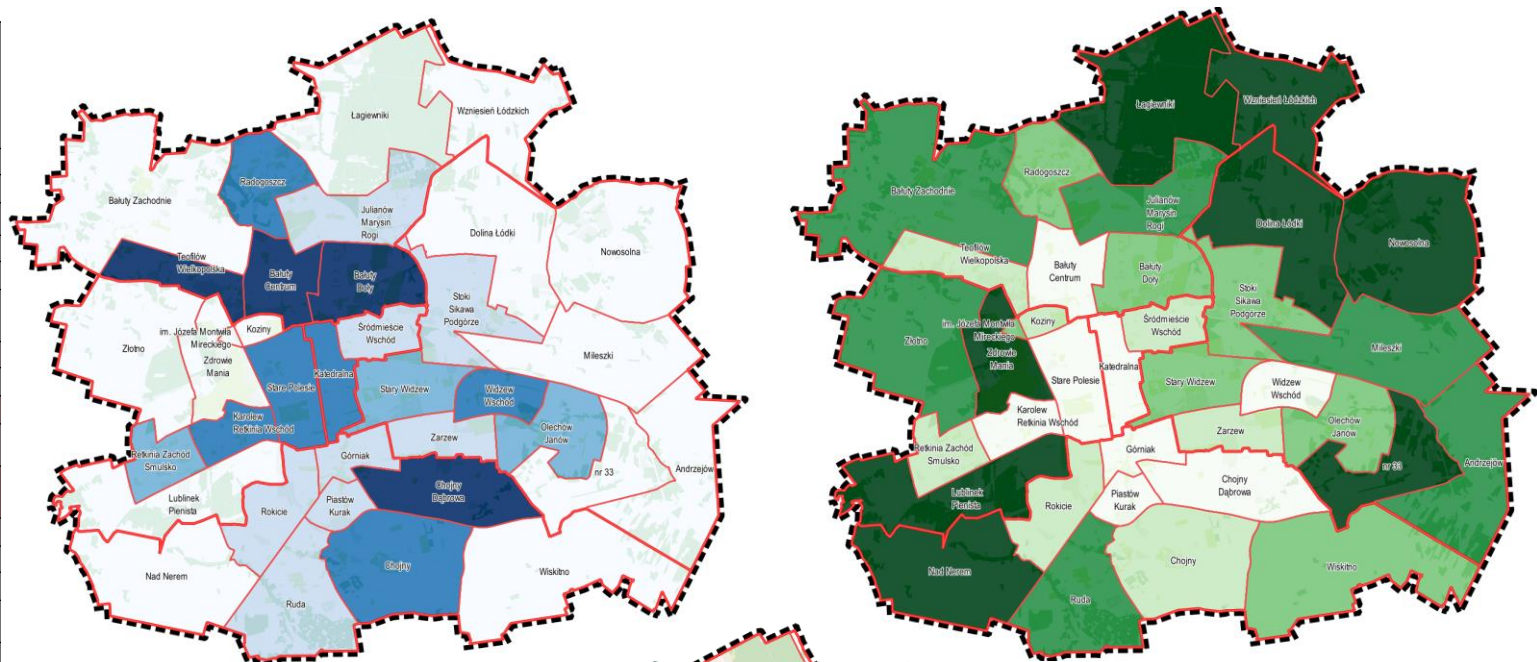 Łagiewniki
Wzniesień Łódzkich
Radogoszcz
Bałuty Zachodnie
Julianów
Marysin
Rogi
Dolina Łódki
Nowosolna
Teofilów
Wielkopolska
Bałuty
Centrum
Bałuty
Doły
Stoki
Sikawa
Podgórze
im. Józefa Montwiłła
Mireckiego
Koziny
Śródmieście
Wschód
Złotno
Zdrowie
Mania
Mileszki
Stare Polesie
Katedralna
Stary Widzew
Widzew
Wschód
Karolew
Retkinia Wschód
Olechów
Janów
Zarzew
Retkinia Zachód
Smulsko
Górniak
nr 33
Andrzejów
Chojny
Dąbrowa
Lublinek
Pienista
Piastów
Kurak
Rokicie
Chojny
Wiskitno
Nad Nerem
Ruda
Łagiewniki
Wzniesień Łódzkich
Radogoszcz
Bałuty Zachodnie
Julianów
Marysin
Rogi
Dolina Łódki
Nowosolna
Teofilów
Wielkopolska
Bałuty
Centrum
Bałuty
Doły
Stoki
Sikawa
Podgórze
im. Józefa Montwiłła
Mireckiego
Koziny
Śródmieście
Wschód
Złotno
Zdrowie
Mania
Mileszki
Stare Polesie
Katedralna
Stary Widzew
Widzew
Wschód
Karolew
Retkinia Wschód
Olechów
Janów
Zarzew
Retkinia Zachód
Smulsko
Górniak
nr 33
Andrzejów
Chojny
Dąbrowa
Lublinek
Pienista
Piastów
Kurak
Rokicie
Chojny
Wiskitno
Nad Nerem
Ruda